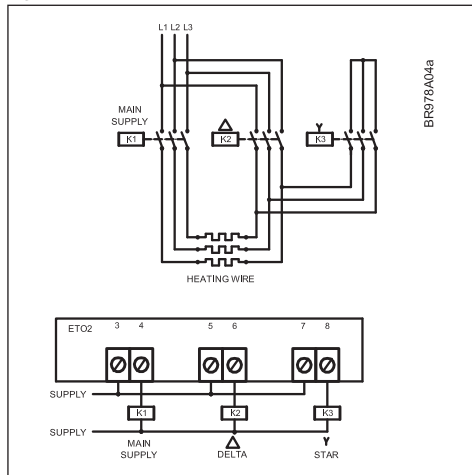 L1 L2 L3
BR978A04a
MAIN
SUPPLY
K1
K2
Y
K3
HEATING WIRE
ETO2
3 4 5 6 7 8
SUPPLY
K1
K2
K3
SUPPLY
MAIN
SUPPLY
DELTA
Y
STAR